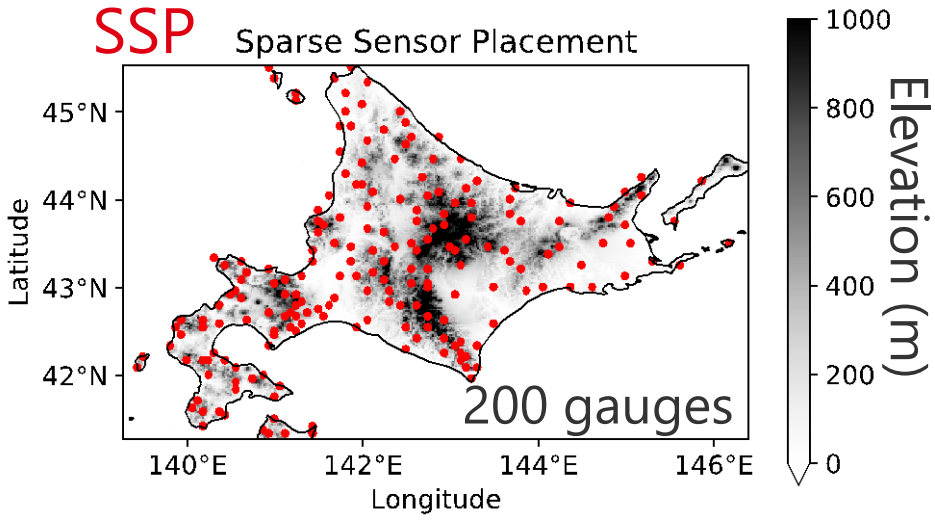 SSP
Sparse Sensor Placement
45°N
44°N
43°N
42°N
Latitude
140°E
142°E
144°E
146°E
Longitude
200 gauges
1000
800
600
400
200
0
Elevation (m)